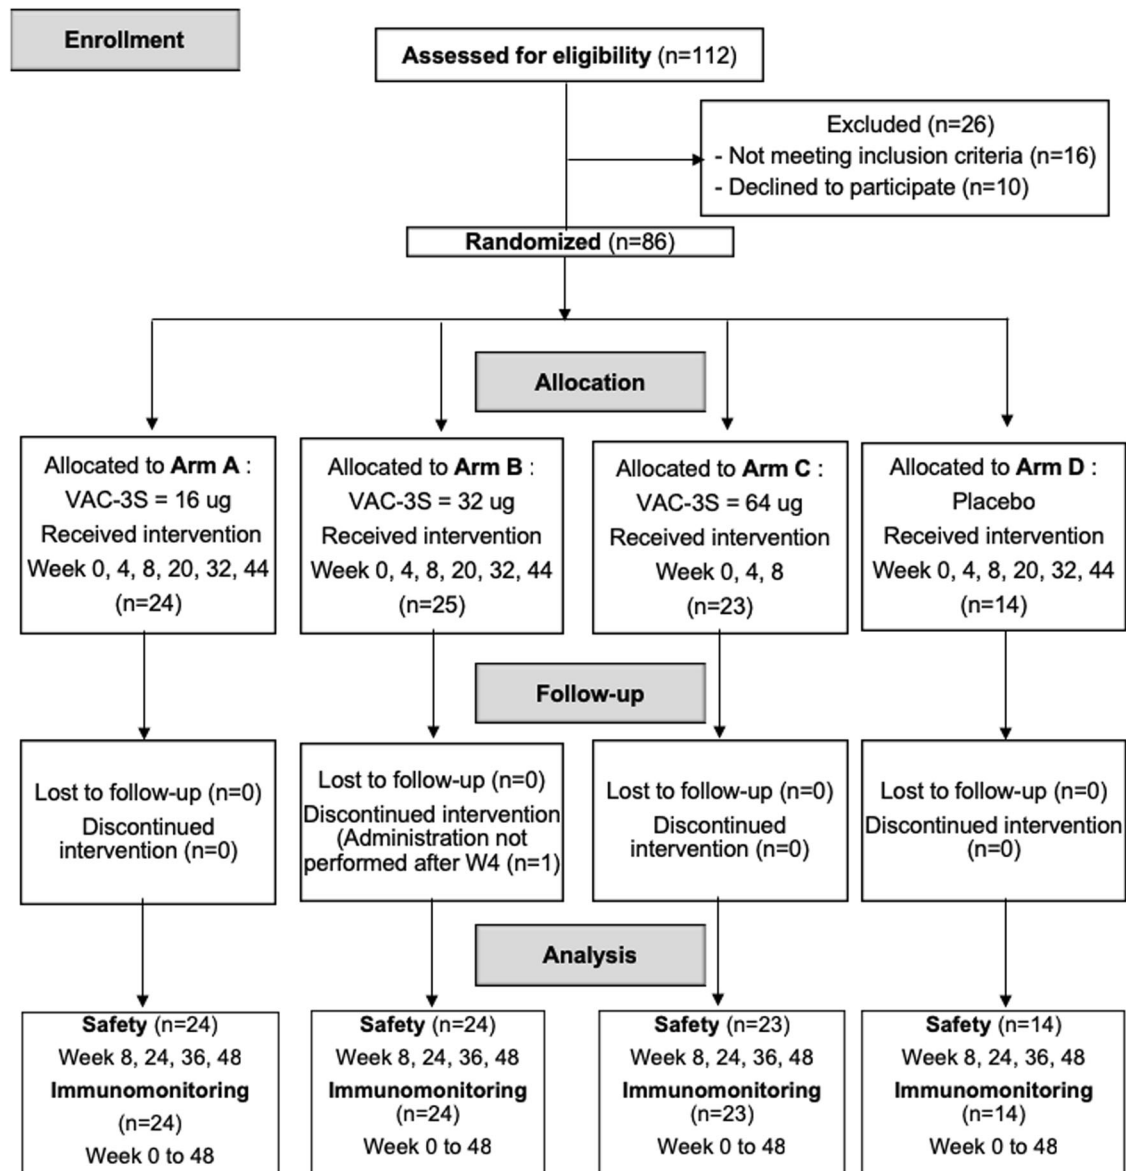 Enrollment
Assessed for eligibility (n=112)
Excluded (n=26)
- Not meeting inclusion criteria (n=16)
- Declined to participate (n=10)
Randomized (n=86)
Allocation
Allocated to Arm A :
VAC-3S = 16 ug
Received intervention
Week 0, 4, 8, 20, 32, 44
(n=24)
Allocated to Arm B :
VAC-3S = 32 ug
Received intervention
Week 0, 4, 8, 20, 32, 44
(n=25)
Allocated to Arm C :
VAC-3S = 64 ug
Received intervention
Week 0, 4, 8
(n=23)
Allocated to Arm D :
Placebo
Received intervention
Week 0, 4, 8, 20, 32, 44
(n=14)
Follow-up
Lost to follow-up (n=0)
Discontinued
intervention (n=0)
Lost to follow-up (n=0)
Discontinued intervention
(Administration not
performed after W4 (n=1)
Lost to follow-up (n=0)
Discontinued
intervention (n=0)
Lost to follow-up (n=0)
Discontinued intervention
(n=0)
Analysis
Safety (n=24)
Week 8, 24, 36, 48
Immunomonitoring
(n=24)
Week 0 to 48
Safety (n=24)
Week 8, 24, 36, 48
Immunomonitoring
(n=24)
Week 0 to 48
Safety (n=23)
Week 8, 24, 36, 48
Immunomonitoring
(n=23)
Week 0 to 48
Safety (n=14)
Week 8, 24, 36, 48
Immunomonitoring
(n=14)
Week 0 to 48